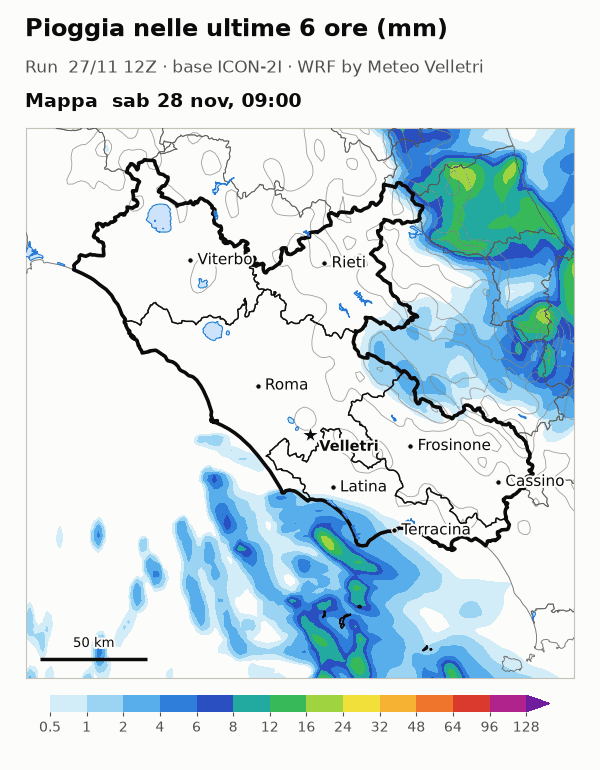 Pioggia nelle ultime 6 ore (mm)
Run  27/11 12Z · base ICON-2I · WRF by Meteo Velletri
Mappa  sab 28 nov, 09:00
Viterbo
Rieti
Roma
Velletri
Frosinone
Latina
Cassino
Terracina
50 km
0.5 1 2 4 6 8 12 16 24 32 48 64 96 128